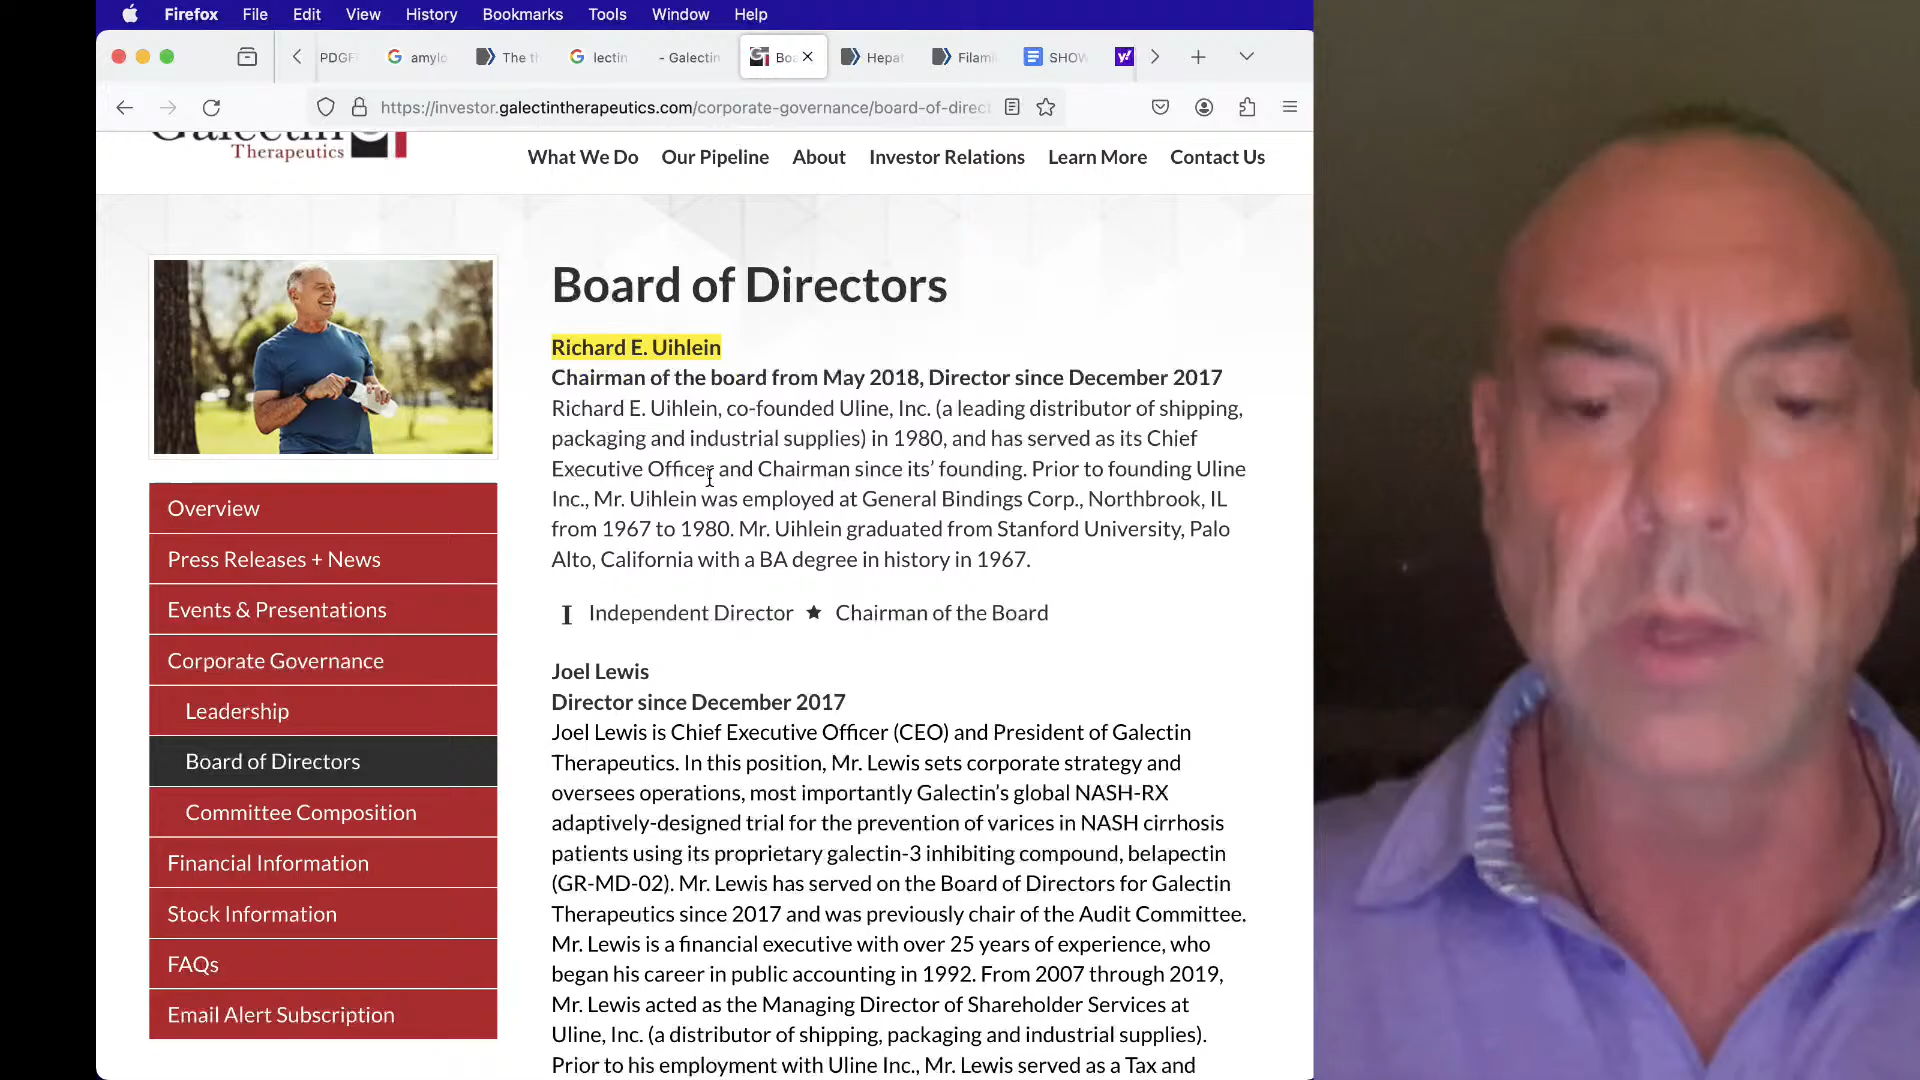 Firefox File Edit View History Bookmarks Tools Window Help
PDGF amylo The th lectin - Galectin Boa Hepat Filami SHOW y!
https://investor.galectintherapeutics.com/corporate-governance/board-of-direct
Galectin
Therapeutics
What We Do Our Pipeline About Investor Relations Learn More Contact Us
Board of Directors
Richard E. Uihlein
Chairman of the board from May 2018, Director since December 2017
Richard E. Uihlein, co-founded Uline, Inc. (a leading distributor of shipping,
packaging and industrial supplies) in 1980, and has served as its Chief
Executive Officer and Chairman since its’ founding. Prior to founding Uline
Inc., Mr. Uihlein was employed at General Bindings Corp., Northbrook, IL
from 1967 to 1980. Mr. Uihlein graduated from Stanford University, Palo
Alto, California with a BA degree in history in 1967.
I Independent Director ★ Chairman of the Board
Joel Lewis
Director since December 2017
Joel Lewis is Chief Executive Officer (CEO) and President of Galectin
Therapeutics. In this position, Mr. Lewis sets corporate strategy and
oversees operations, most importantly Galectin’s global NASH-RX
adaptively-designed trial for the prevention of varices in NASH cirrhosis
patients using its proprietary galectin-3 inhibiting compound, belapectin
(GR-MD-02). Mr. Lewis has served on the Board of Directors for Galectin
Therapeutics since 2017 and was previously chair of the Audit Committee.
Mr. Lewis is a financial executive with over 25 years of experience, who
began his career in public accounting in 1992. From 2007 through 2019,
Mr. Lewis acted as the Managing Director of Shareholder Services at
Uline, Inc. (a distributor of shipping, packaging and industrial supplies).
Prior to his employment with Uline Inc., Mr. Lewis served as a Tax and
Overview
Press Releases + News
Events & Presentations
Corporate Governance
Leadership
Board of Directors
Committee Composition
Financial Information
Stock Information
FAQs
Email Alert Subscription